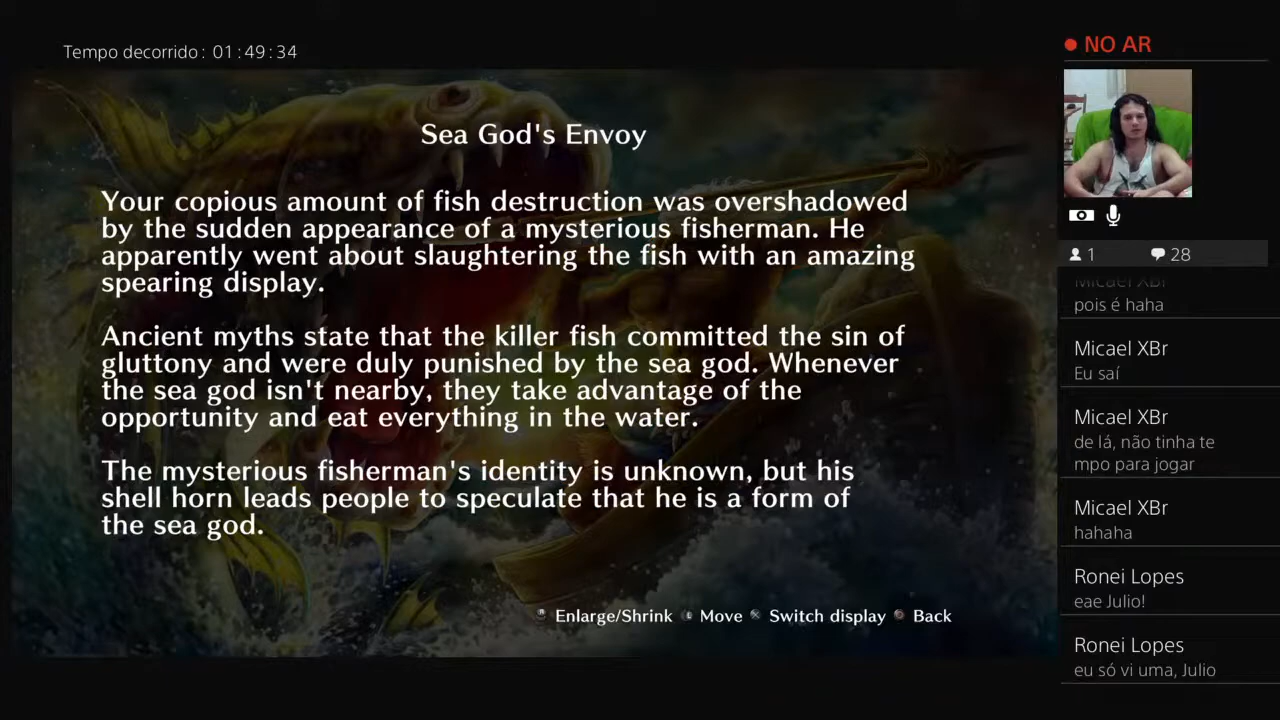 Tempo decorrido: 01:49:34
NO AR
Sea God's Envoy
Your copious amount of fish destruction was overshadowed
by the sudden appearance of a mysterious fisherman. He
apparently went about slaughtering the fish with an amazing
spearing display.
Ancient myths state that the killer fish committed the sin of
gluttony and were duly punished by the sea god. Whenever
the sea god isn't nearby, they take advantage of the
opportunity and eat everything in the water.
The mysterious fisherman's identity is unknown, but his
shell horn leads people to speculate that he is a form of
the sea god.
Enlarge/Shrink Move Switch display Back
1 28
Micael XBr
pois é haha
Micael XBr
Eu saí
Micael XBr
de lá, não tinha te
mpo para jogar
Micael XBr
hahaha
Ronei Lopes
eae Julio!
Ronei Lopes
eu só vi uma, Julio